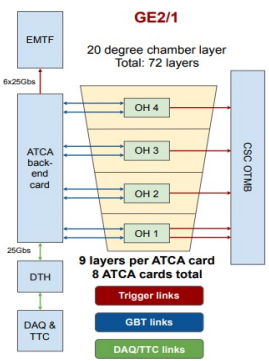 GE2/1
EMTF
20 degree chamber layer
Total: 72 layers
6x25Gbs
OH 4
OH 3
OH 2
OH 1
ATCA
back-
end
card
CSC OTMB
25Gbs
9 layers per ATCA card
8 ATCA cards total
DTH
Trigger links
GBT links
DAQ/TTC links
DAQ &
TTC